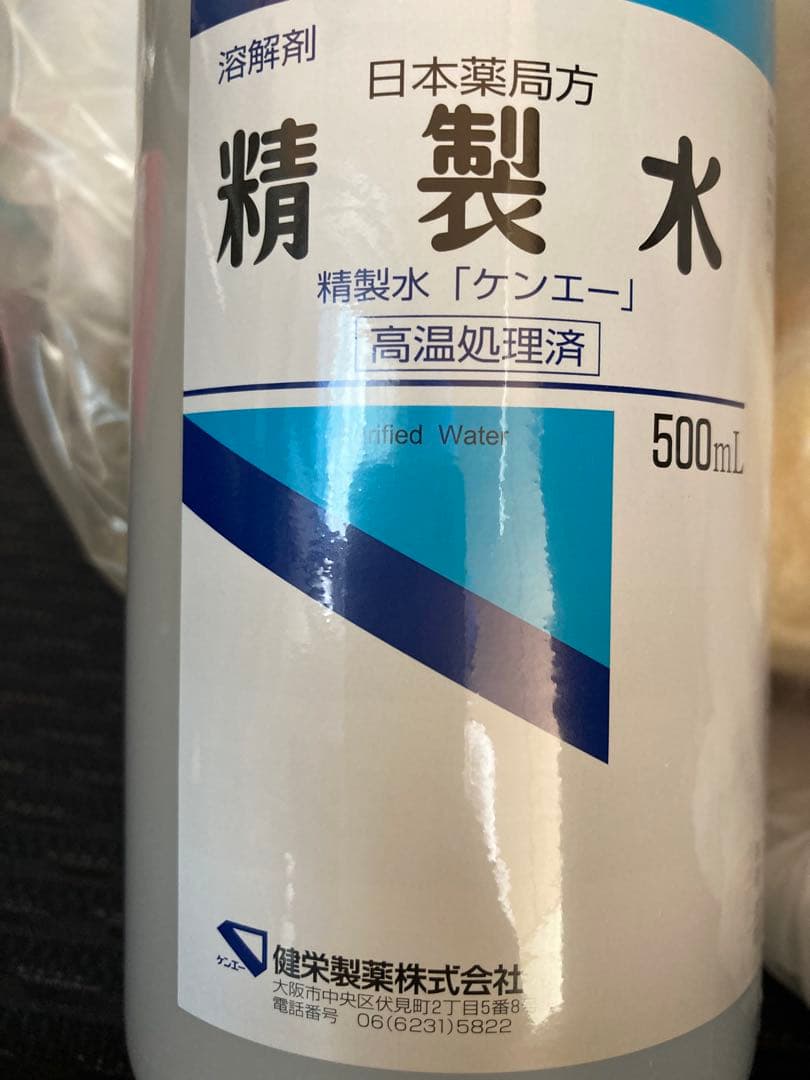 溶解剤
日本薬局方
精製水
精製水「ケンエー」
高温処理済
Water
500mL
ケンエー
健栄製薬株式会社
大阪市中央区伏見町2丁目5番8
電話番号 06(6231)5822